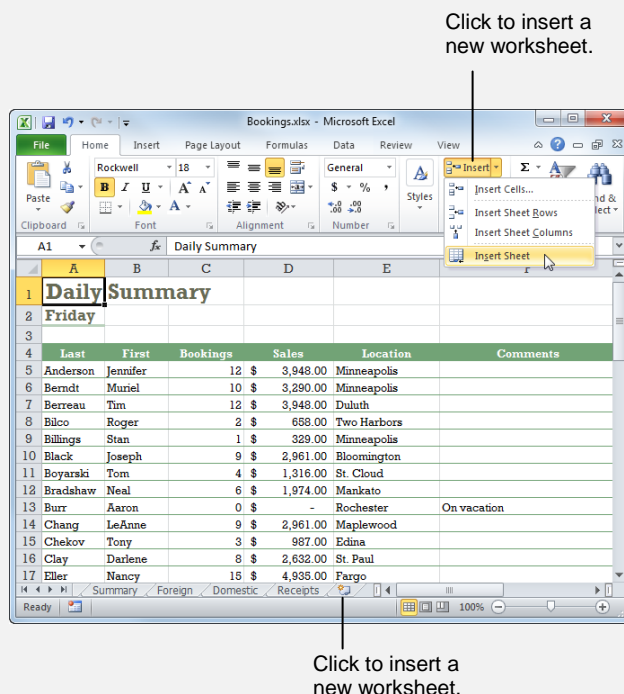 Click to insert a
new worksheet.
Bookings.xlsx - Microsoft Excel
File Home Insert Page Layout Formulas Data Review View
Paste
Rockwell 18
B I U A A
A
General
$ % ,
.0 .00 .00 .0
A
Styles
Insert Σ
Insert Cells...
Insert Sheet Rows
Insert Sheet Columns
Insert Sheet
Clipboard Font Alignment Number
A1 fx Daily Summary
A B C D E
1 Daily Summary
2 Friday
3
4 Last First Bookings Sales Location Comments
5 Anderson Jennifer 12 $ 3,948.00 Minneapolis
6 Berndt Muriel 10 $ 3,290.00 Minneapolis
7 Berreau Tim 12 $ 3,948.00 Duluth
8 Bilco Roger 2 $ 658.00 Two Harbors
9 Billings Stan 1 $ 329.00 Minneapolis
10 Black Joseph 9 $ 2,961.00 Bloomington
11 Boyarski Tom 4 $ 1,316.00 St. Cloud
12 Bradshaw Neal 6 $ 1,974.00 Mankato
13 Burr Aaron 0 $ - Rochester On vacation
14 Chang LeAnne 9 $ 2,961.00 Maplewood
15 Chekov Tony 3 $ 987.00 Edina
16 Clay Darlene 8 $ 2,632.00 St. Paul
17 Eller Nancy 15 $ 4,935.00 Fargo
Summary Foreign Domestic Receipts
Ready 100%
Click to insert a
new worksheet.